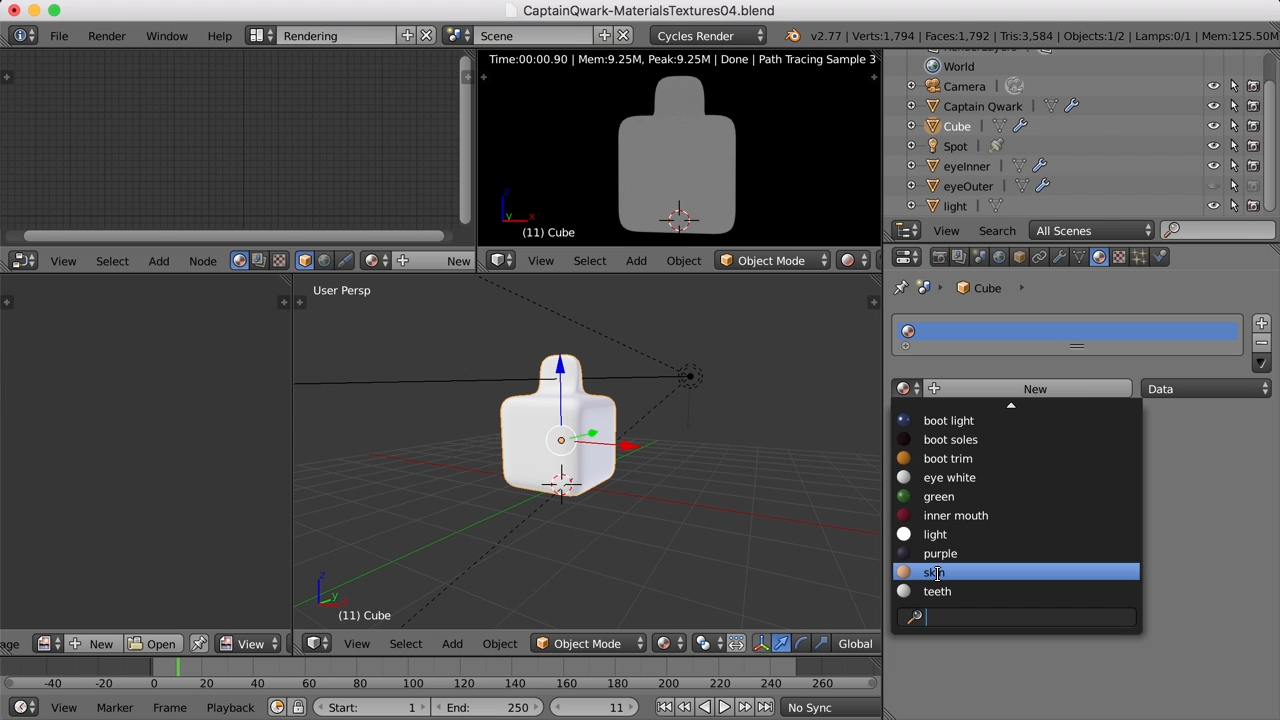 CaptainQwark-MaterialsTextures04.blend
File Render Window Help Rendering Scene Cycles Render v2.77 | Verts:1,794 | Faces:1,792 | Tris:3,584 | Objects:1/2 | Lamps:0/1 | Mem:125.50M
Time:00:00.90 | Mem:9.25M, Peak:9.25M | Done | Path Tracing Sample 3
World
Camera
Captain Qwark
Cube
Spot
eyeInner
eyeOuter
light
z
y x
(11) Cube
View Search All Scenes
View Select Add Node New
View Select Add Object Object Mode
User Persp
Cube
New Data
boot light
boot soles
boot trim
eye white
green
inner mouth
light
purple
skin
teeth
z
y
(11) Cube
age New Open View
View Select Add Object Object Mode Global
-40 -20 0 20 40 60 80 100 120 140 160 180 200 220 240 260
View Marker Frame Playback Start: 1 End: 250 11 No Sync